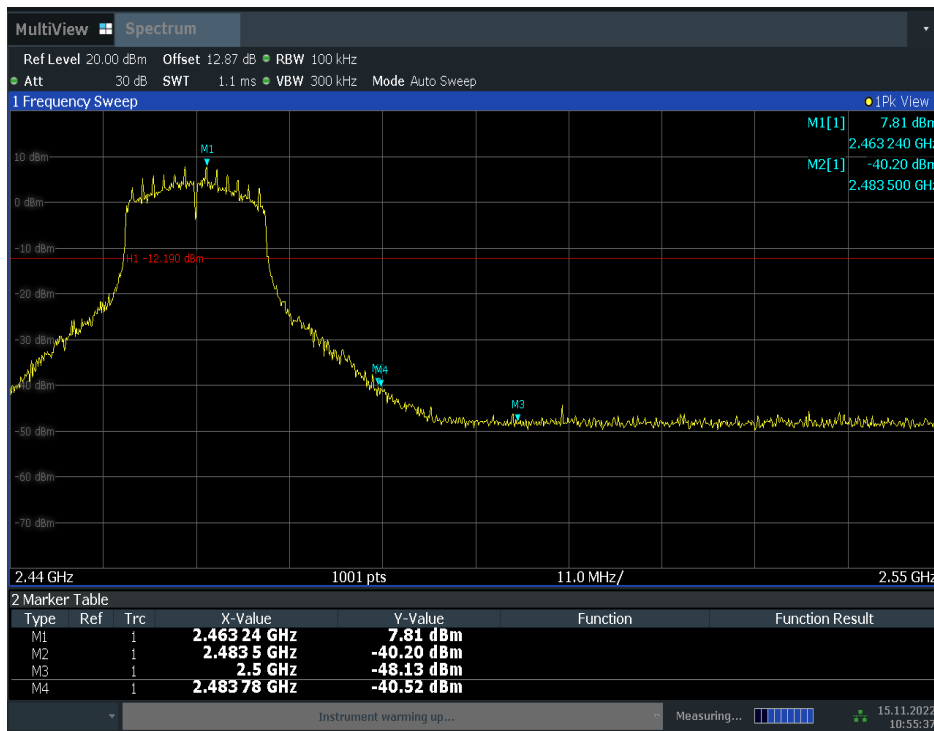 MultiView Spectrum
Ref Level 20.00 dBm Offset 12.87 dB RBW 100 kHz
Att 30 dB SWT 1.1 ms VBW 300 kHz Mode Auto Sweep
1 Frequency Sweep 1Pk View
M1[1] 7.81 dBm
2.463 240 GHz
M2[1] -40.20 dBm
2.483 500 GHz
M1
10 dBm
0 dBm
-10 dBm
H1 -12.190 dBm
-20 dBm
-30 dBm
M4
-40 dBm
M3
-50 dBm
-60 dBm
-70 dBm
2.44 GHz 1001 pts 11.0 MHz/ 2.55 GHz
2 Marker Table
Type Ref Trc X-Value Y-Value Function Function Result
M1 1 2.463 24 GHz 7.81 dBm
M2 1 2.483 5 GHz -40.20 dBm
M3 1 2.5 GHz -48.13 dBm
M4 1 2.483 78 GHz -40.52 dBm
Instrument warming up... Measuring... 15.11.2022
10:55:37